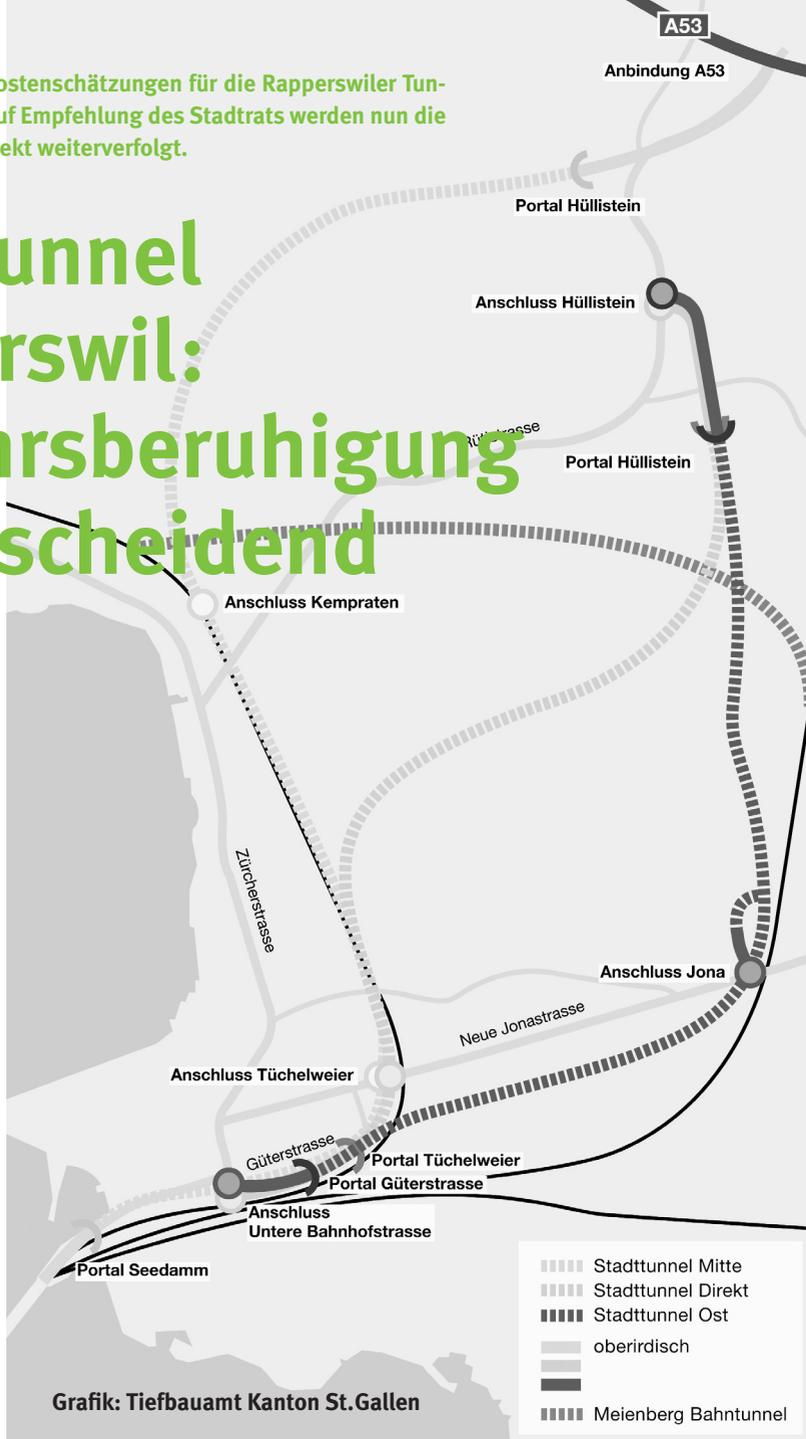 A53
Anbindung A53
ostenschätzungen für die Rapperswiler Tun-
uf Empfehlung des Stadtrats werden nun die
ekt weiterverfolgt.
Portal Hüllistein
unnel
Anschluss Hüllistein
rswil:
hrsberuhigung
Rütistrasse
Portal Hüllistein
scheidend
Anschluss Kempraten
Zürcherstrasse
Anschluss Jona
Neue Jonastrasse
Anschluss Tüchelweier
Güterstrasse
Portal Tüchelweier
Portal Güterstrasse
Anschluss
Untere Bahnhofstrasse
Portal Seedamm
Stadttunnel Mitte
Stadttunnel Direkt
Stadttunnel Ost
oberirdisch
Meienberg Bahntunnel
Grafik: Tiefbauamt Kanton St.Gallen